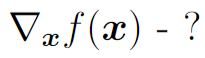 ∇ₓf(x) - ?